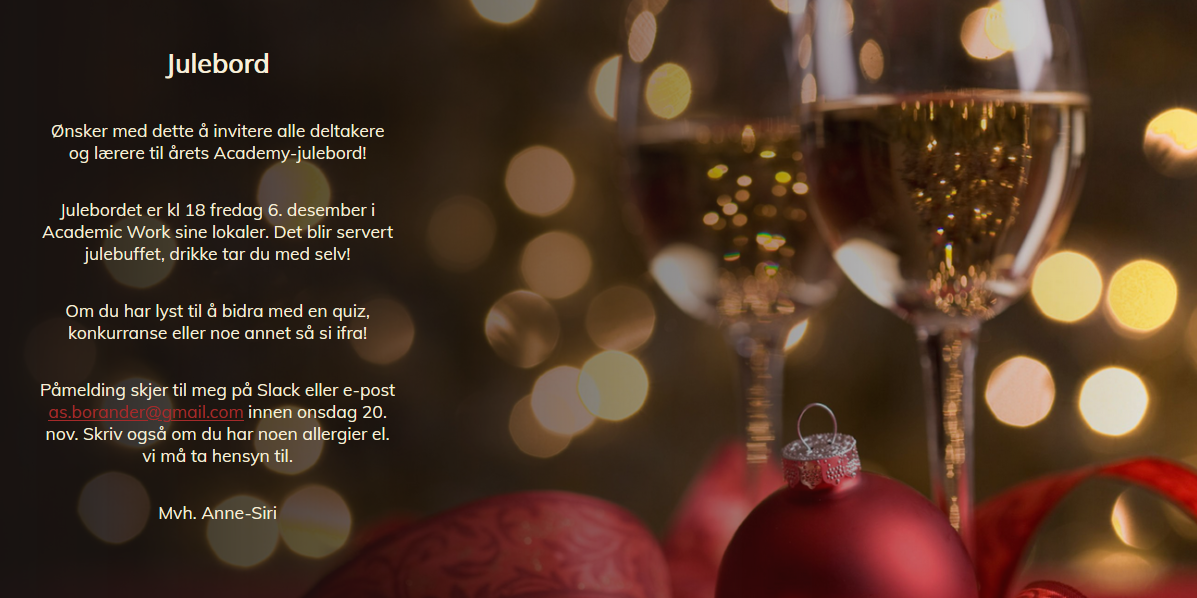 Julebord
Ønsker med dette å invitere alle deltakere
og lærere til årets Academy-julebord!
Julebordet er kl 18 fredag 6. desember i
Academic Work sine lokaler. Det blir servert
julebuffet, drikke tar du med selv!
Om du har lyst til å bidra med en quiz,
konkurranse eller noe annet så si ifra!
Påmelding skjer til meg på Slack eller e-post
as.borander@gmail.com innen onsdag 20.
nov. Skriv også om du har noen allergier el.
vi må ta hensyn til.
Mvh. Anne-Siri